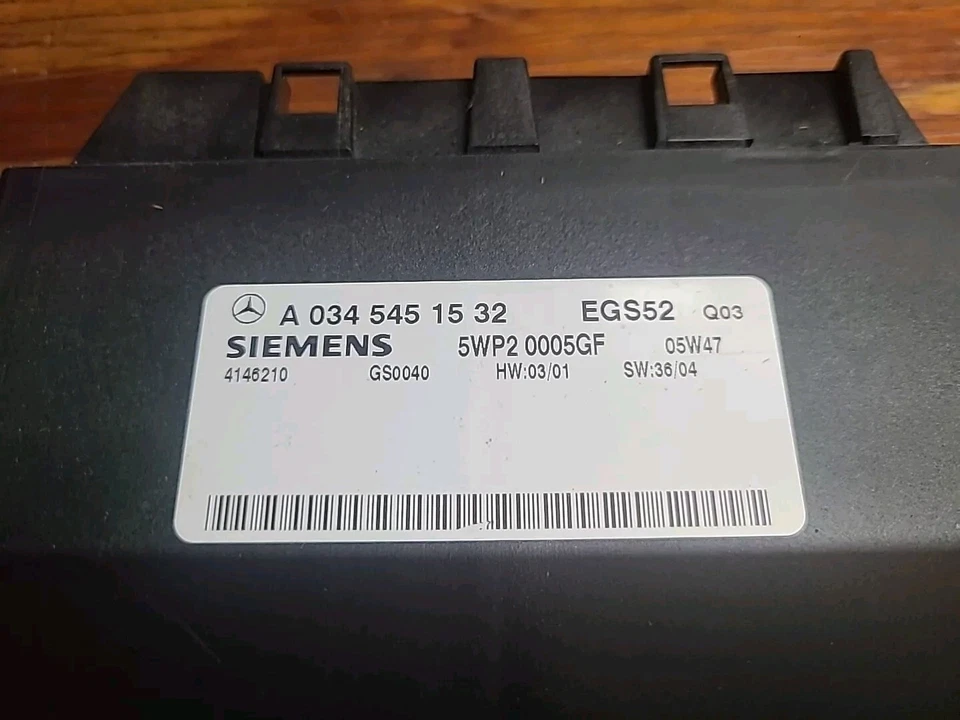 A 034 545 15 32 EGS52 Q03
SIEMENS 5WP2 0005GF 05W47
4146210 GS0040 HW:03/01 SW:36/04